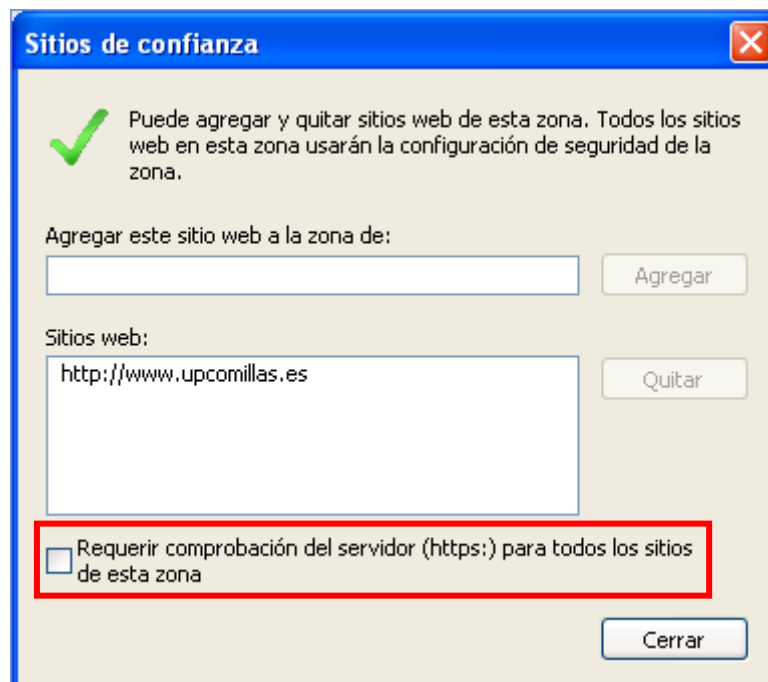 Sitios de confianza
Puede agregar y quitar sitios web de esta zona. Todos los sitios
web en esta zona usarán la configuración de seguridad de la
zona.
Agregar este sitio web a la zona de:
Agregar
Sitios web:
http://www.upcomillas.es
Quitar
Requerir comprobación del servidor (https:) para todos los sitios
de esta zona
Cerrar